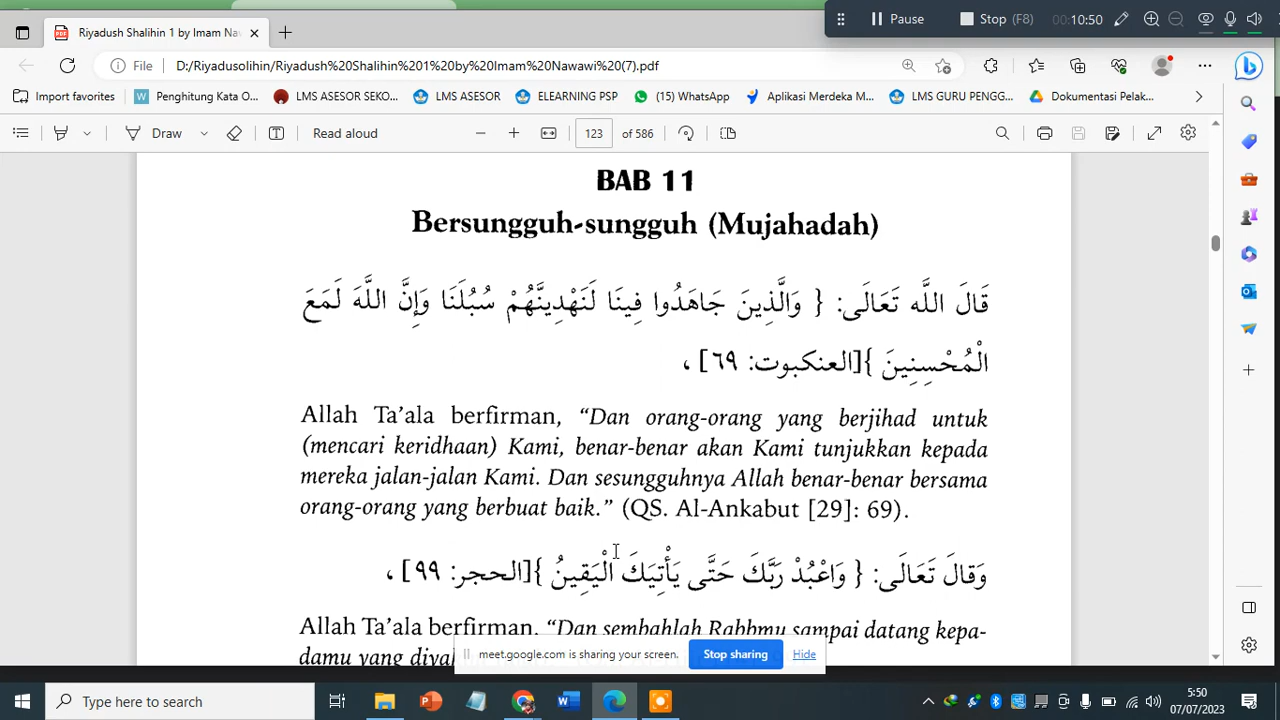 Pause
Stop (F8)
00:10:50
Riyadush Shalihin 1 by Imam Naw
File
D:/Riyadusolihin/Riyadush%20Shalihin%201%20by%20Imam%20Nawawi%20(7).pdf
Import favorites
Penghitung Kata O...
LMS ASESOR SEKO...
LMS ASESOR
ELEARNING PSP
(15) WhatsApp
Aplikasi Merdeka M...
LMS GURU PENGG...
Dokumentasi Pelak...
Draw
Read aloud
123 of 586
BAB 11
Bersungguh-sungguh (Mujahadah)
قَالَ اللَّه تَعَالَى: { وَالَّذِينَ جَاهَدُوا فِينَا لَنَهْدِيَنَّهُمْ سُبُلَنَا وَإِنَّ اللَّهَ لَمَعَ
الْمُحْسِنِينَ }[العنكبوت: ٦٩] ،
Allah Ta’ala berfirman, “Dan orang-orang yang berjihad untuk
(mencari keridhaan) Kami, benar-benar akan Kami tunjukkan kepada
mereka jalan-jalan Kami. Dan sesungguhnya Allah benar-benar bersama
orang-orang yang berbuat baik.” (QS. Al-Ankabut [29]: 69).
وَقالَ تَعَالَى: { وَاعْبُدْ رَبَّكَ حَتَّى يَأْتِيَكَ الْيَقِينُ }[الحجر: ٩٩] ،
Allah Ta’ala berfirman, “Dan sembahlah Rabbmu sampai datang kepa-
damu yang
meet.google.com is sharing your screen.
Stop sharing
Hide
Type here to search
5:50
07/07/2023